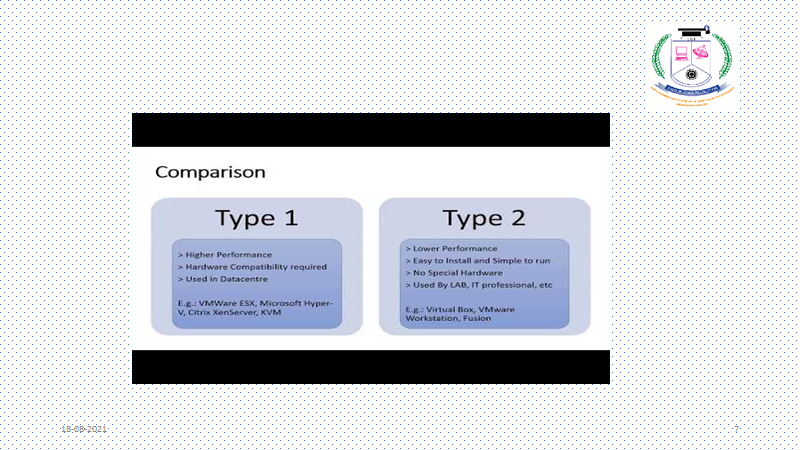 Comparison
Type 1
> Higher Performance
> Hardware Compatibility required
> Used in Datacentre
E.g.: VMWare ESX, Microsoft Hyper-
V, Citrix XenServer, KVM
Type 2
> Lower Performance
> Easy to Install and Simple to run
> No Special Hardware
> Used By LAB, IT professional, etc
E.g.: Virtual Box, VMware
Workstation, Fusion
18-08-2021
7